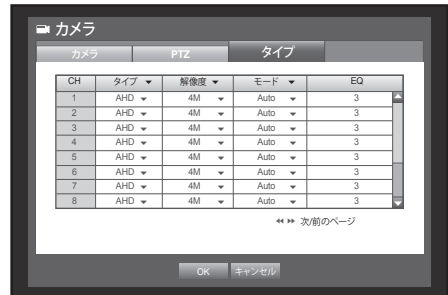 カメラ
カメラ PTZ タイプ
CH タイプ 解像度 モード EQ
1 AHD 4M Auto 3
2 AHD 4M Auto 3
3 AHD 4M Auto 3
4 AHD 4M Auto 3
5 AHD 4M Auto 3
6 AHD 4M Auto 3
7 AHD 4M Auto 3
8 AHD 4M Auto 3
次/前のページ
OK キャンセル